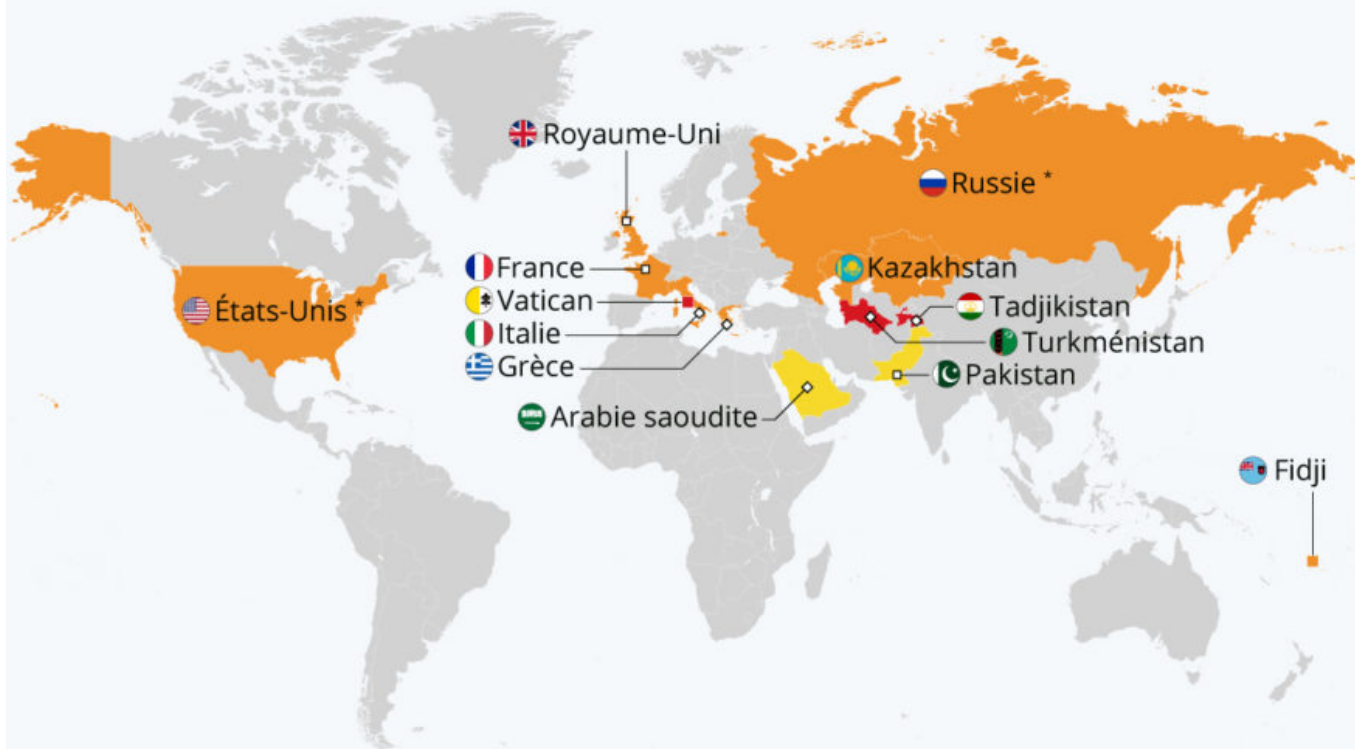 Royaume-Uni
Russie *
France
Kazakhstan
Vatican
États-Unis *
Tadjikistan
Italie
Turkménistan
Grèce
Pakistan
Arabie saoudite
Fidji